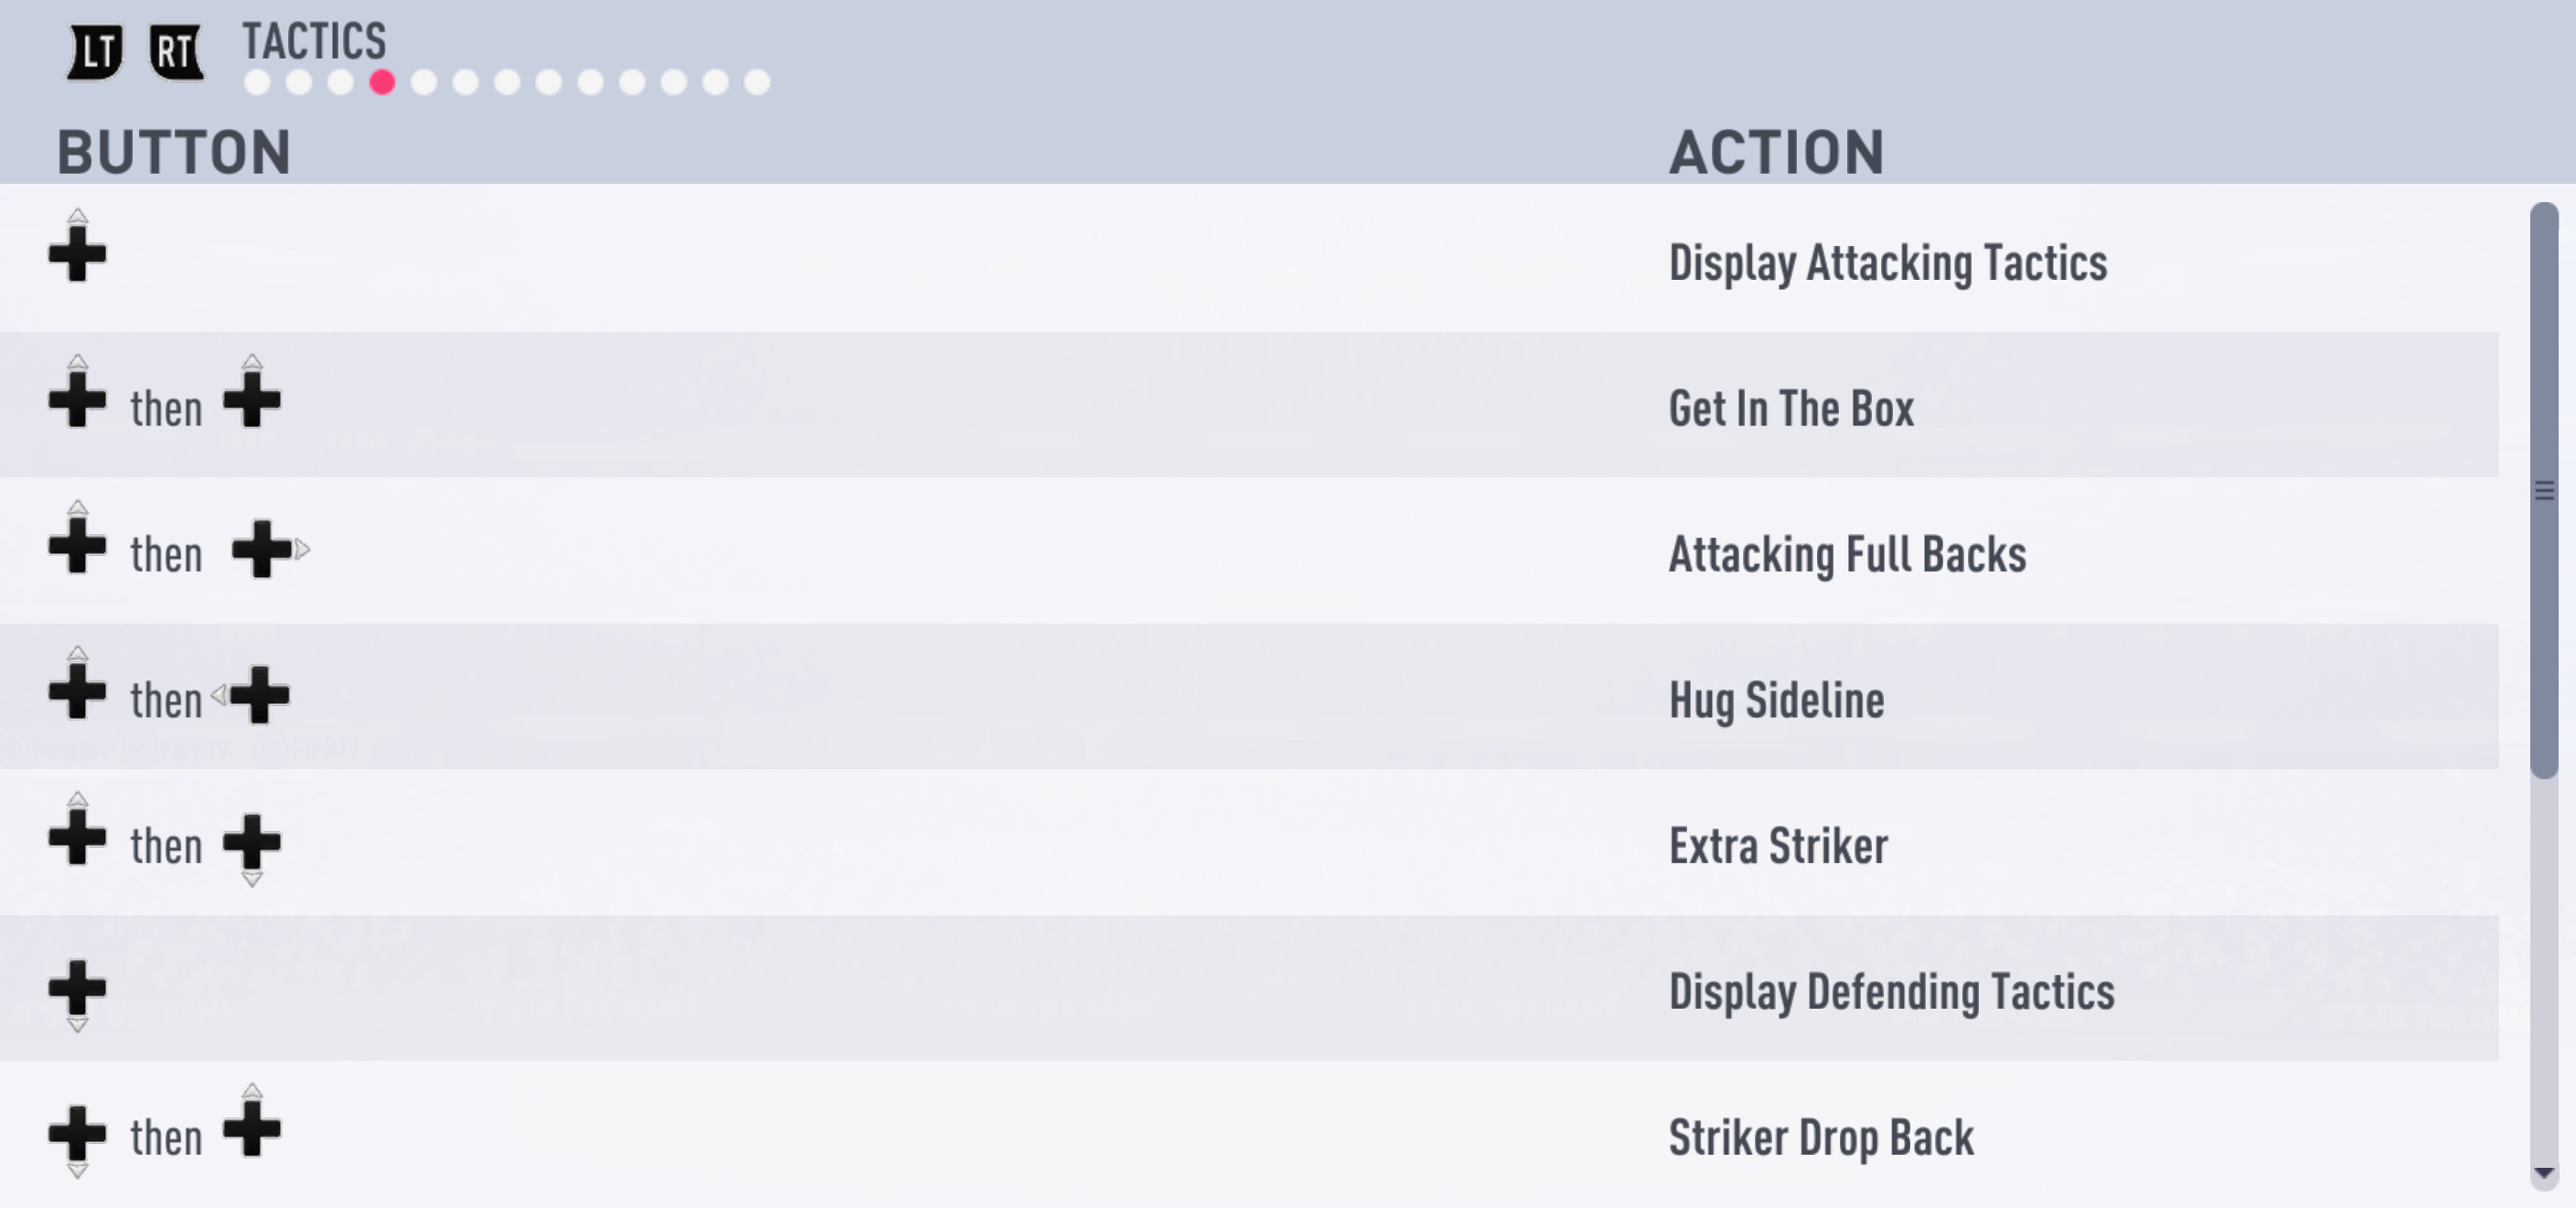 LT RT TACTICS
BUTTON ACTION
Display Attacking Tactics
then Get In The Box
then Attacking Full Backs
then Hug Sideline
then Extra Striker
Display Defending Tactics
then Striker Drop Back